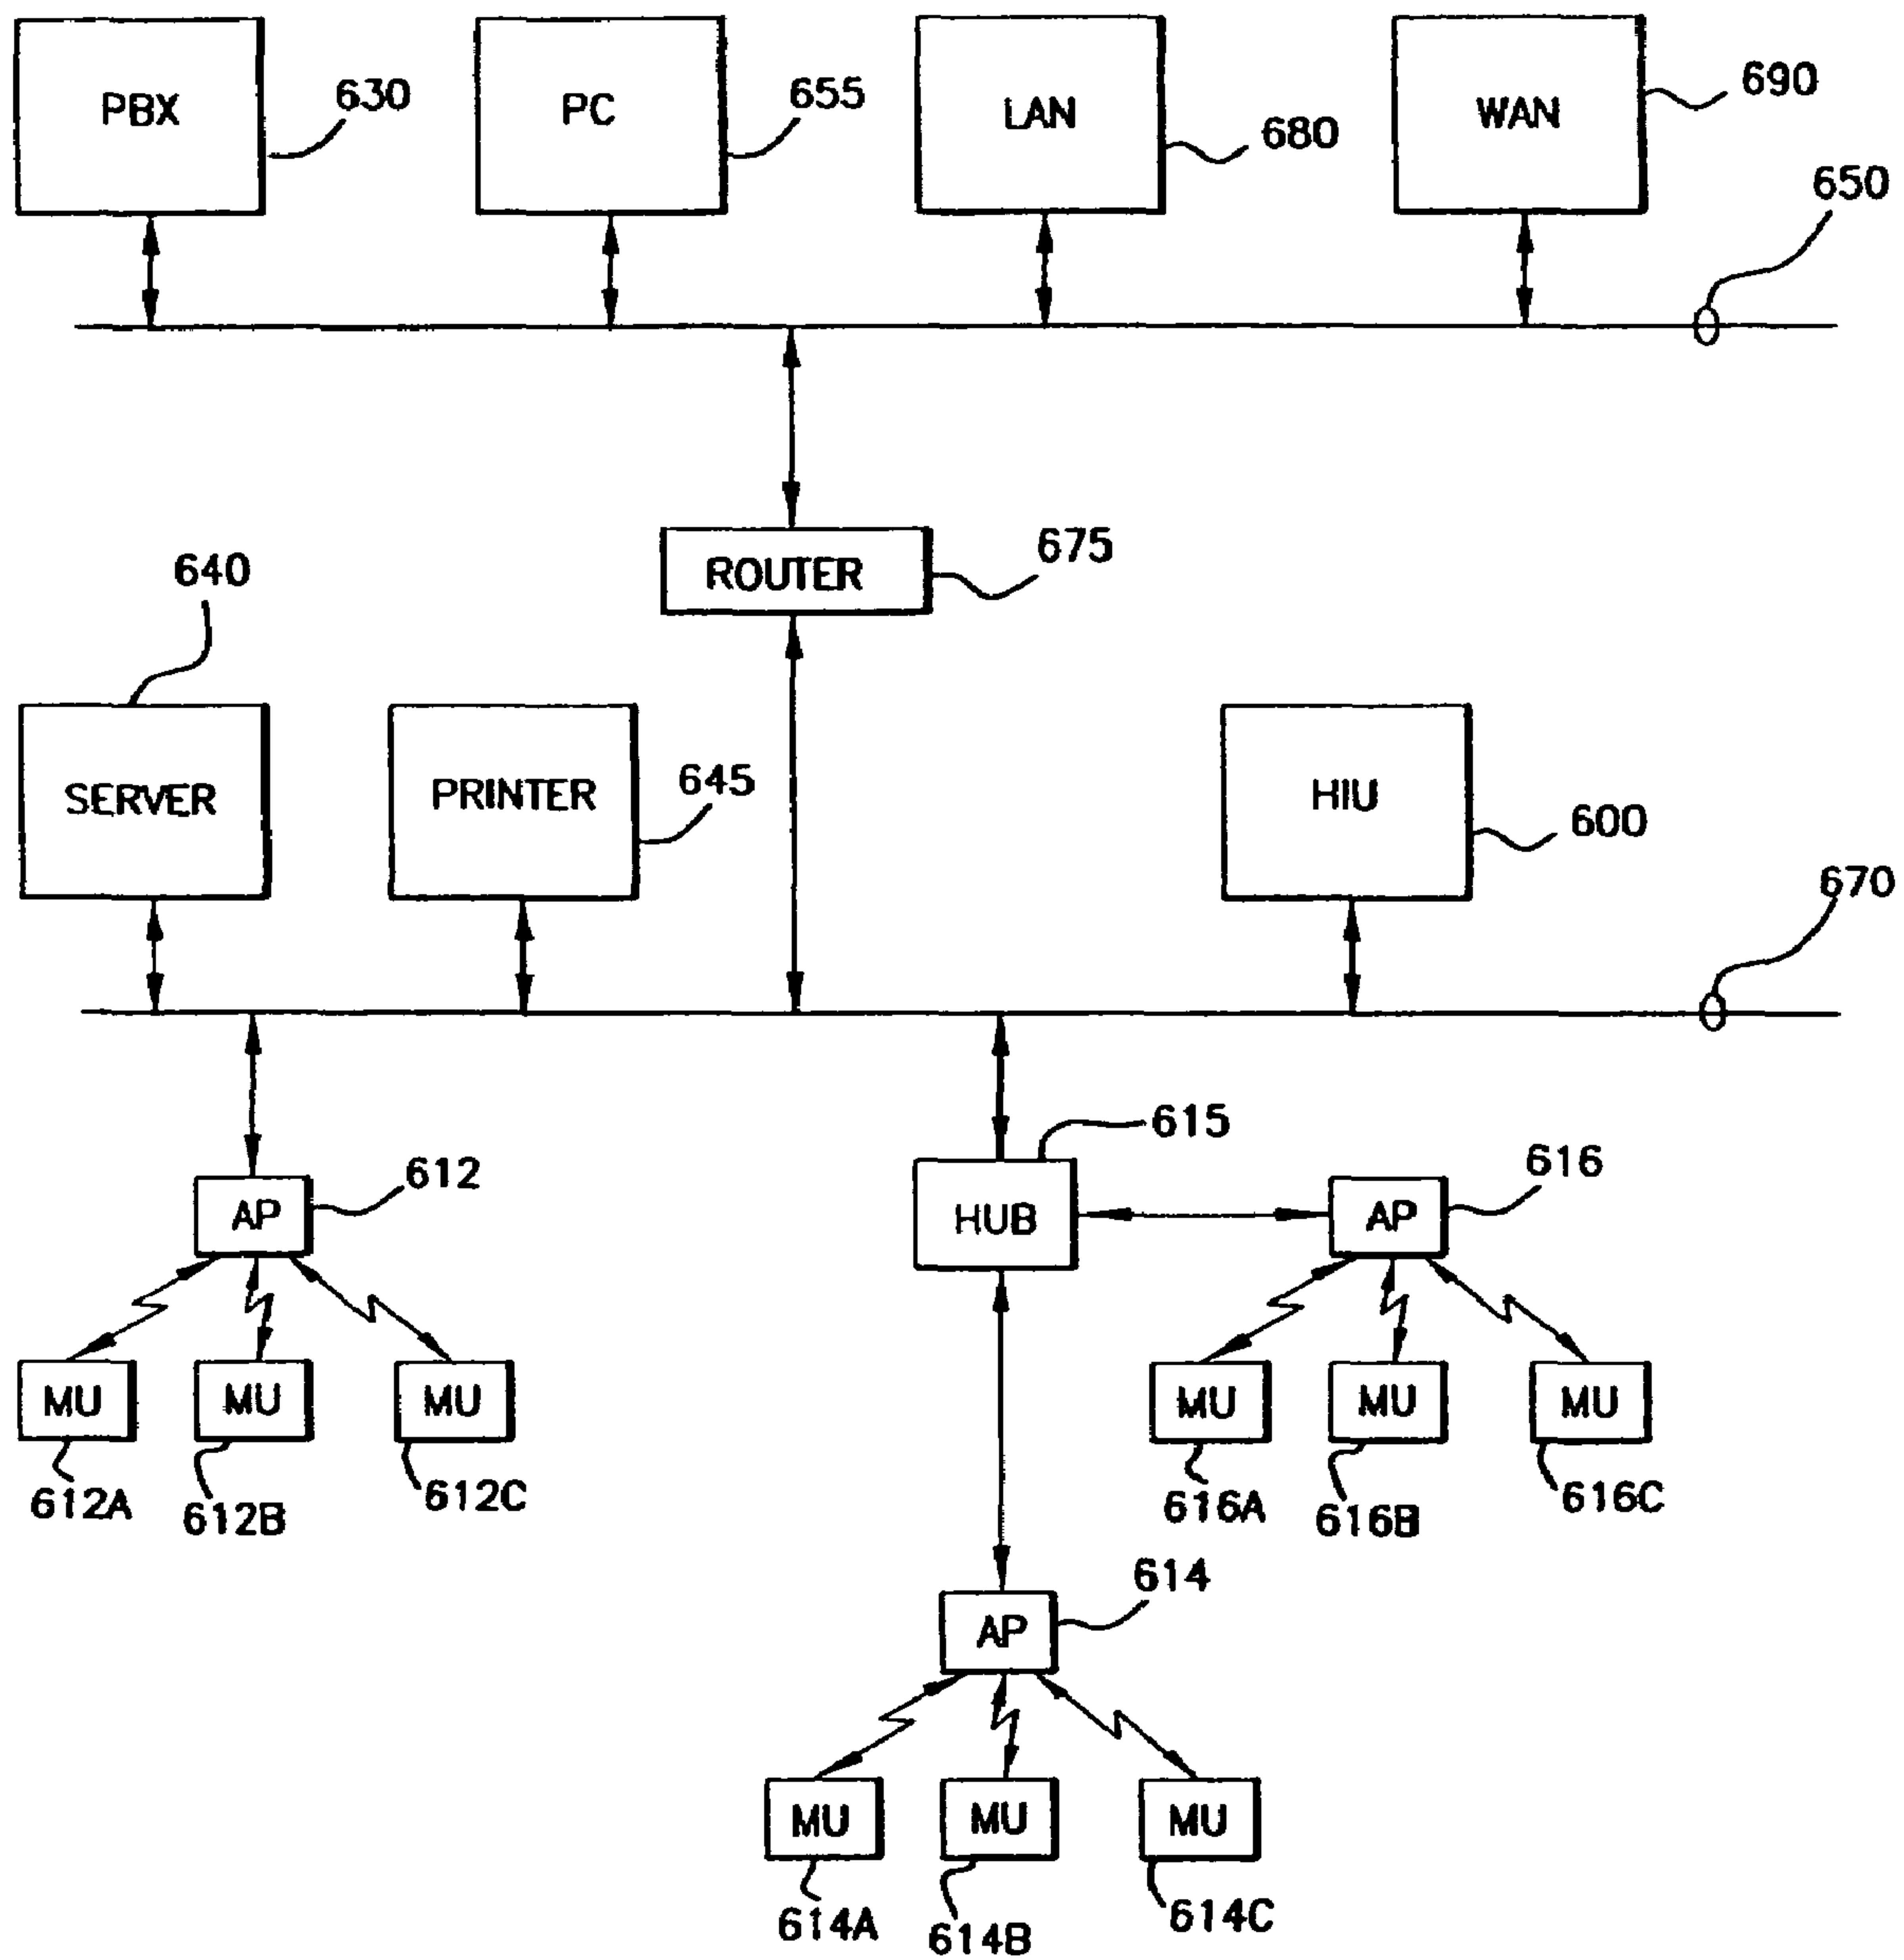 PBX
630
PC
655
LAN
680
WAN
690
650
ROUTER
675
640
SERVER
PRINTER
645
HIU
600
670
AP
612
HUB
615
AP
616
MU
612A
MU
612B
MU
612C
MU
616A
MU
616B
MU
616C
AP
614
MU
614A
MU
614B
MU
614C